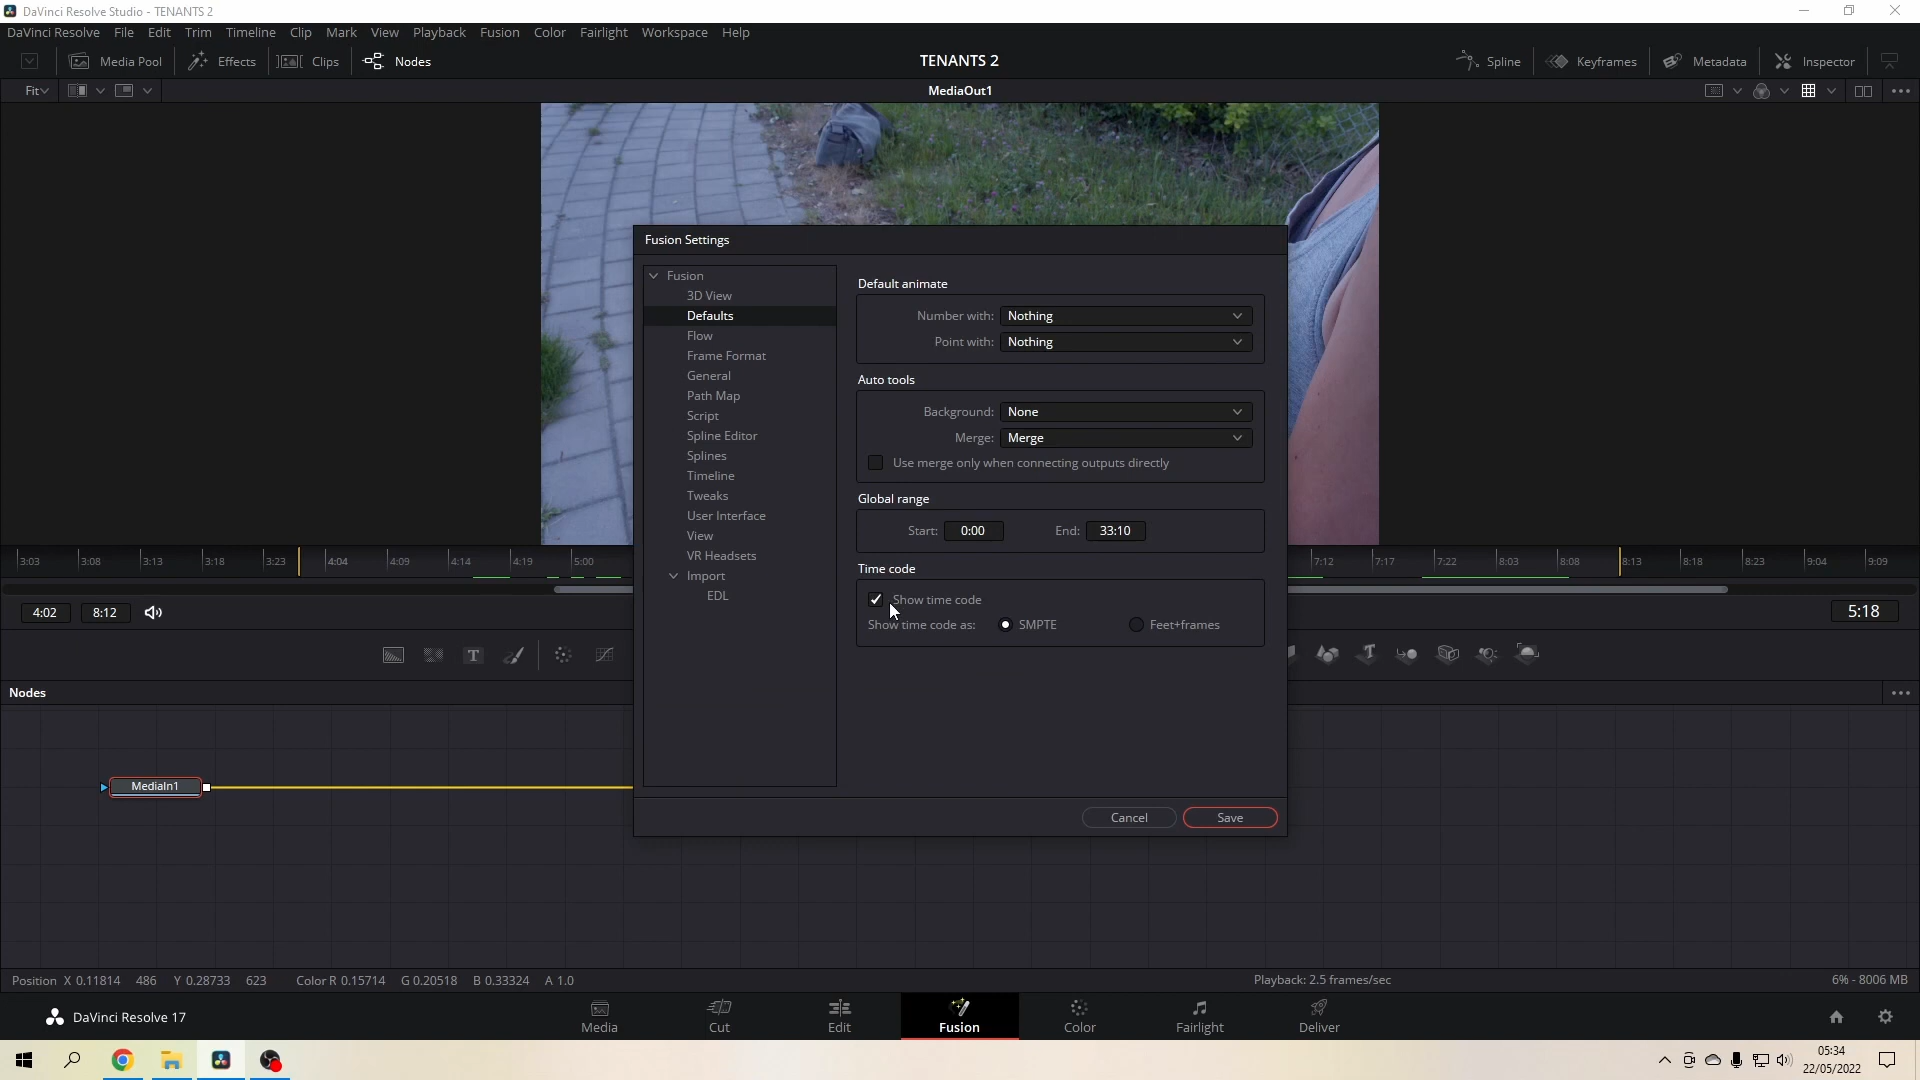 DaVinci Resolve Studio - TENANTS 2
DaVinci Resolve File Edit Trim Timeline Clip Mark View Playback Fusion Color Fairlight Workspace Help
Media Pool Effects Clips Nodes TENANTS 2 Spline Keyframes Metadata Inspector
Fit MediaOut1
Fusion Settings
Fusion
3D View
Defaults
Flow
Frame Format
General
Path Map
Script
Spline Editor
Splines
Timeline
Tweaks
User Interface
View
VR Headsets
Import
EDL
Default animate
Number with: Nothing
Point with: Nothing
Auto tools
Background: None
Merge: Merge
Use merge only when connecting outputs directly
Global range
Start: 0:00 End: 33:10
Time code
Show time code
Show time code as: SMPTE Feet+frames
Cancel Save
3:03 3:08 3:13 3:18 3:23 4:04 4:09 4:14 4:19 5:00 7:12 7:17 7:22 8:03 8:08 8:13 8:18 8:23 9:04 9:09
4:02 8:12 5:18
Nodes
MediaIn1
Position X 0.11814 486 Y 0.28733 623 Color R 0.15714 G 0.20518 B 0.33324 A 1.0 Playback: 2.5 frames/sec 6% - 8006 MB
DaVinci Resolve 17 Media Cut Edit Fusion Color Fairlight Deliver
05:34
22/05/2022